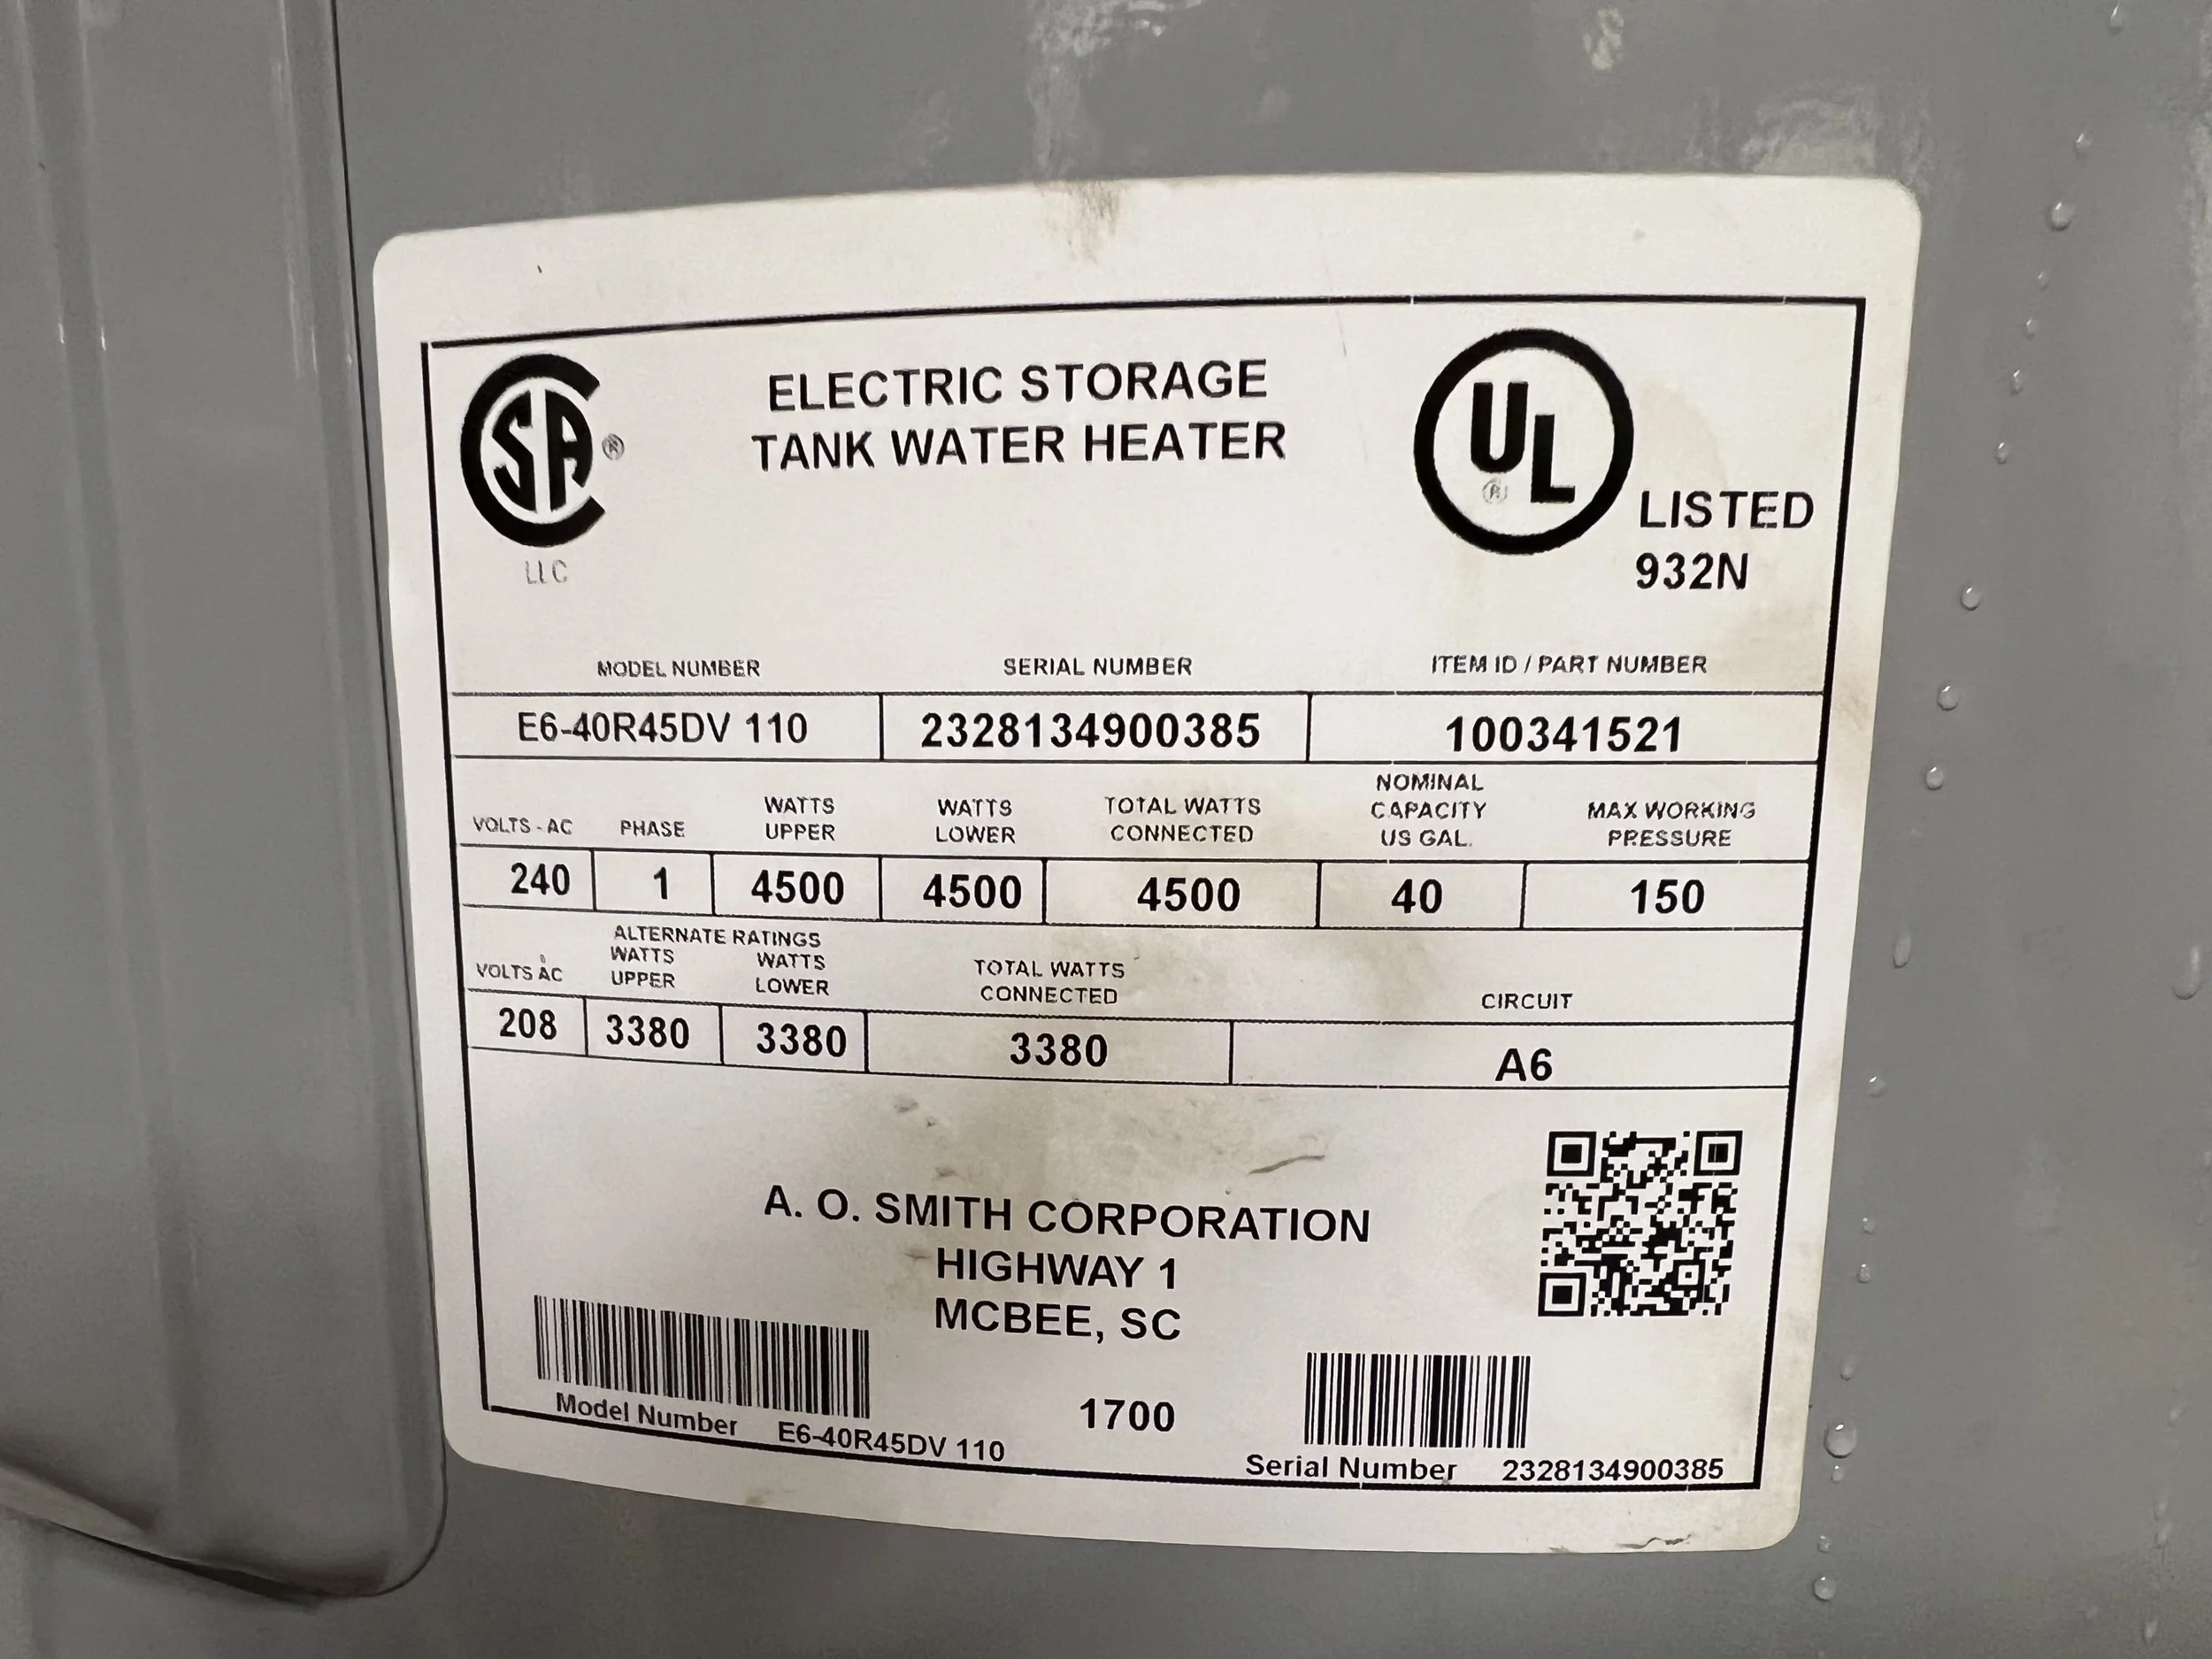 SA ®
LLC
ELECTRIC STORAGE
TANK WATER HEATER
UL ®
LISTED
932N
MODEL NUMBER SERIAL NUMBER ITEM ID / PART NUMBER
E6-40R45DV 110 2328134900385 100341521
VOLTS - AC PHASE WATTS UPPER WATTS LOWER TOTAL WATTS CONNECTED NOMINAL CAPACITY US GAL. MAX WORKING PRESSURE
240 1 4500 4500 4500 40 150
ALTERNATE RATINGS
VOLTS AC WATTS UPPER WATTS LOWER TOTAL WATTS CONNECTED CIRCUIT
208 3380 3380 3380 A6
A. O. SMITH CORPORATION
HIGHWAY 1
MCBEE, SC
1700
Model Number E6-40R45DV 110
Serial Number 2328134900385